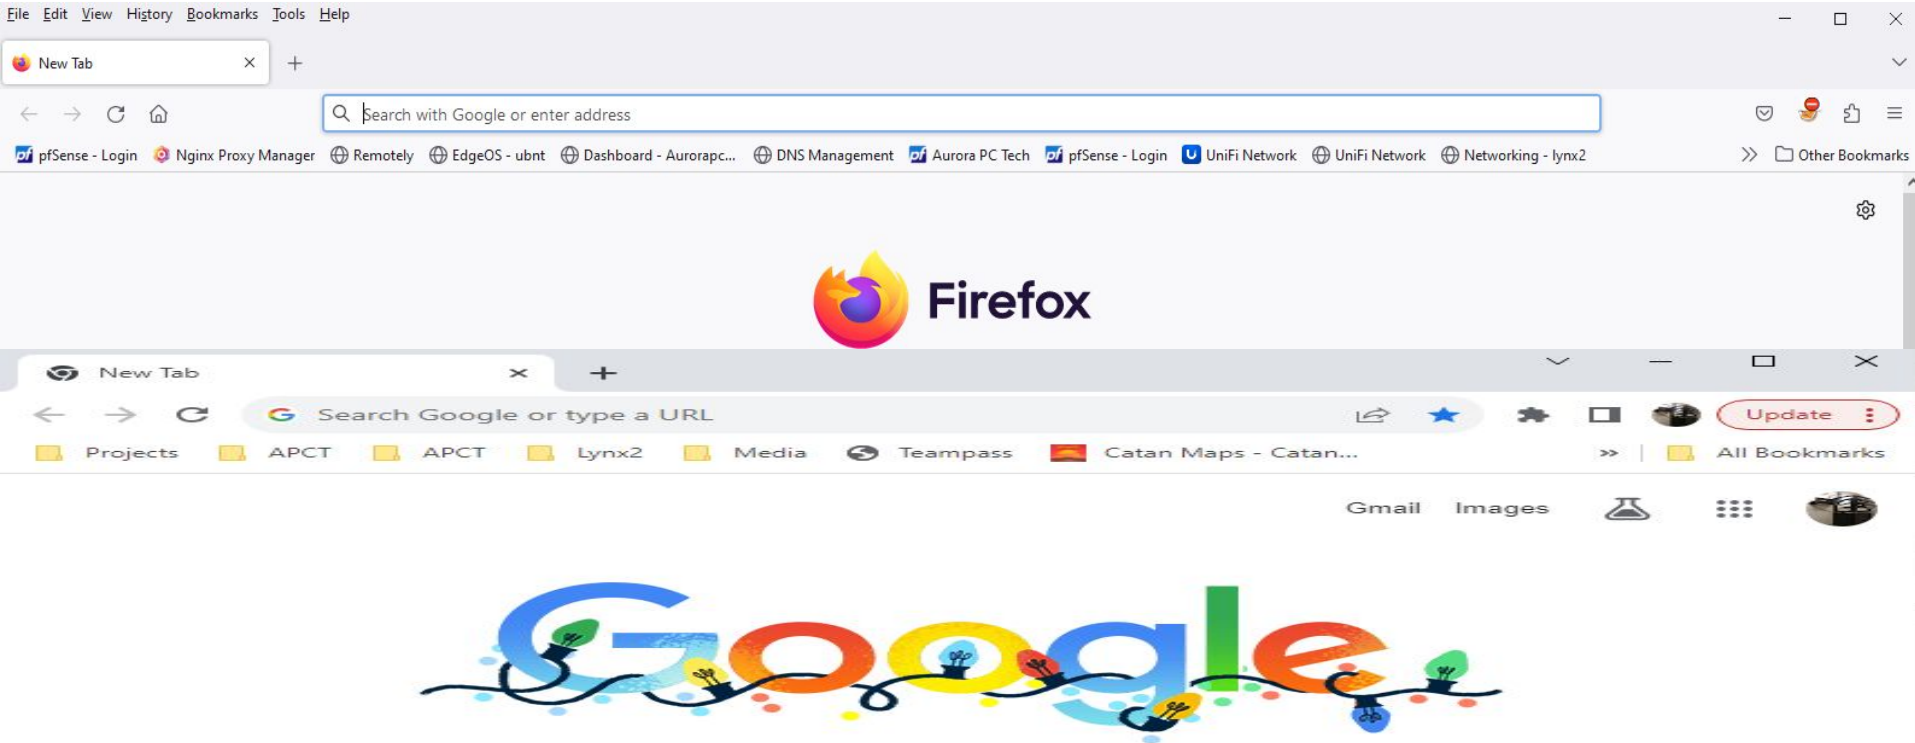 File Edit View History Bookmarks Tools Help
New Tab
Search with Google or enter address
pfSense - Login Nginx Proxy Manager Remotely EdgeOS - ubnt Dashboard - Aurorapc... DNS Management Aurora PC Tech pfSense - Login UniFi Network UniFi Network Networking - lynx2 Other Bookmarks
Firefox
New Tab
Search Google or type a URL Update
Projects APCT APCT Lynx2 Media Teampass Catan Maps - Catan... All Bookmarks
Gmail Images
Google